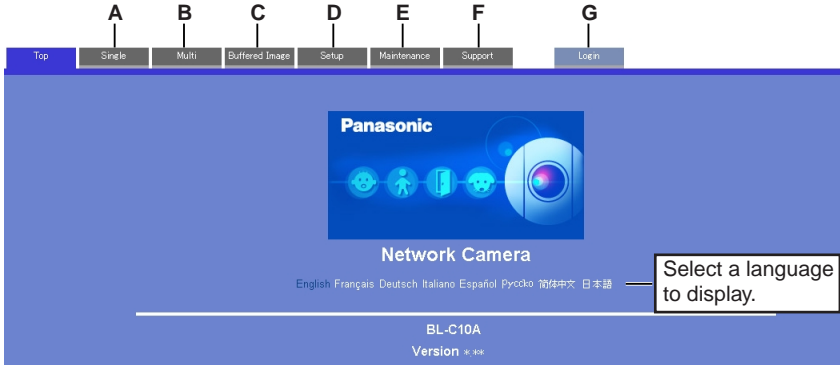 A B C D E F G
Top Single Multi Buffered Image Setup Maintenance Support Login
Panasonic
Network Camera
English Français Deutsch Italiano Español Русско 简体中文 日本語
Select a language
to display.
BL-C10A
Version * **